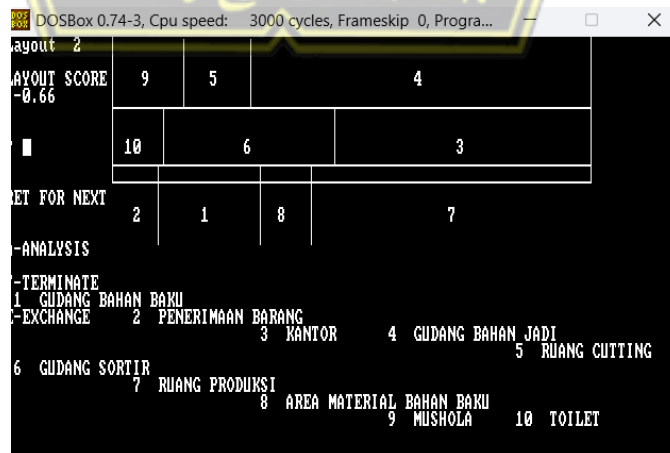 DOSBox 0.74-3, Cpu speed: 3000 cycles, Frameskip 0, Progra...
ayout 2
AYOUT SCORE 9 5 4
-0.66
? 10 6 3
RET FOR NEXT
2 1 8 7
-ANALYSIS
-TERMINATE
1 GUDANG BAHAN BAKU
-EXCHANGE 2 PENERIMAAN BARANG
3 KANTOR 4 GUDANG BAHAN JADI
5 RUANG CUTTING
6 GUDANG SORTIR
7 RUANG PRODUKSI
8 AREA MATERIAL BAHAN BAKU
9 MUSHOLA 10 TOILET